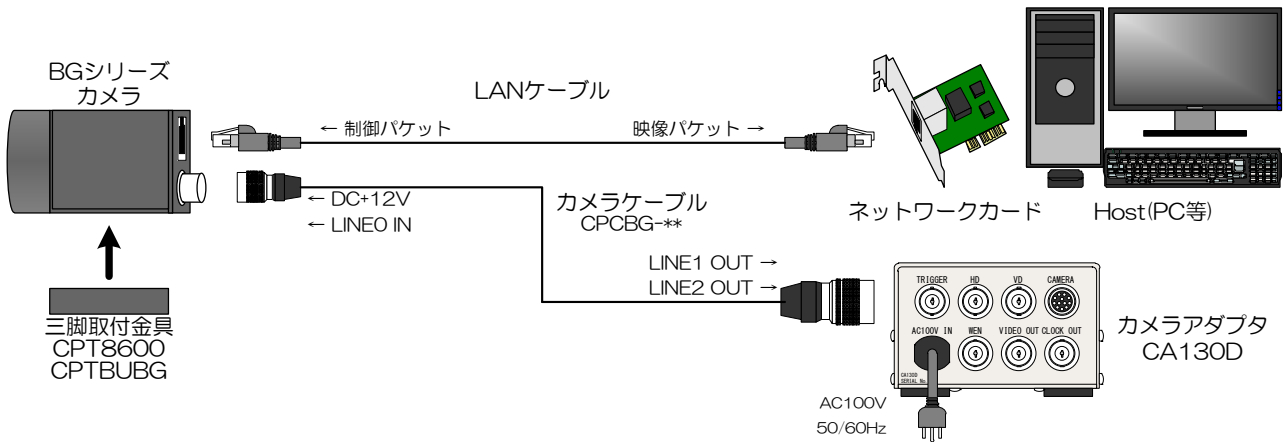 BGシリーズ
カメラ
LANケーブル
← 制御パケット
映像パケット →
ネットワークカード
Host(PC等)
← DC+12V
← LINE0 IN
カメラケーブル
CPCBG-**
LINE1 OUT →
LINE2 OUT →
三脚取付金具
CPT8600
CPTBUBG
TRIGGER HD VD CAMERA
AC100V IN WEN VIDEO OUT CLOCK OUT
CA130D
SERIAL No.
カメラアダプタ
CA130D
AC100V
50/60Hz